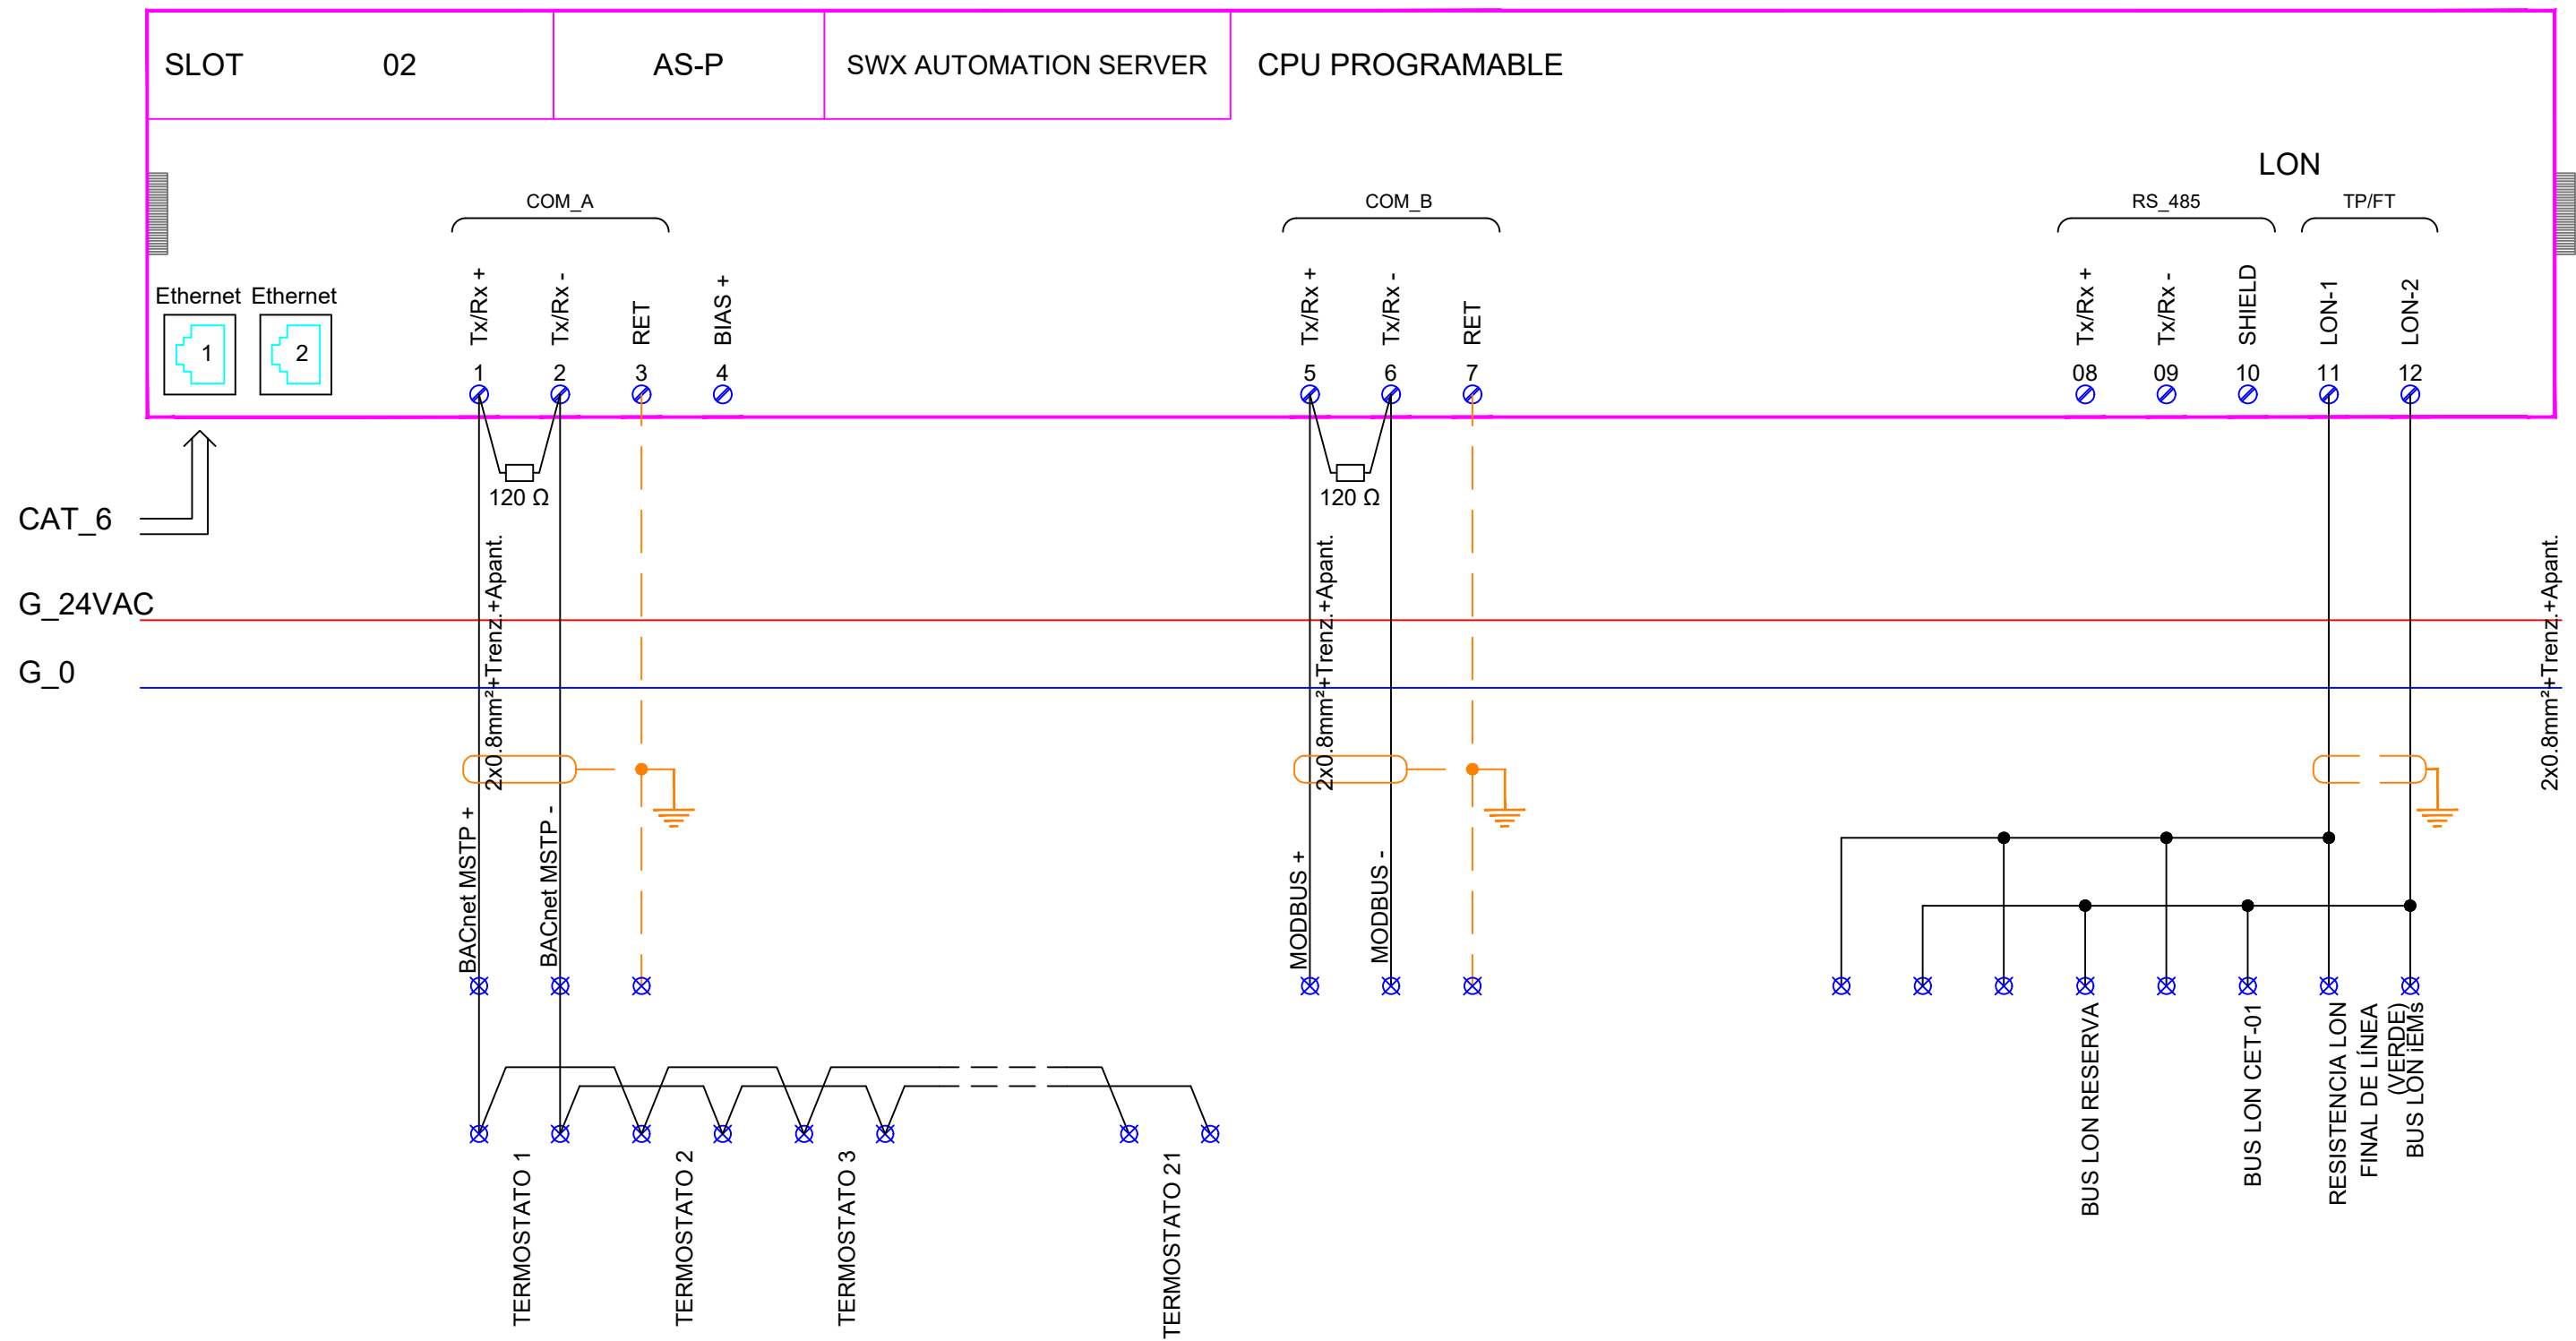 SLOT 02 AS-P SWX AUTOMATION SERVER CPU PROGRAMABLE
LON
COM_A COM_B RS_485 TP/FT
Ethernet Ethernet
1 2
Tx/Rx +
Tx/Rx -
RET
BIAS +
Tx/Rx +
Tx/Rx -
RET
Tx/Rx +
Tx/Rx -
SHIELD
LON-1
LON-2
1 2 3 4 5 6 7 08 09 10 11 12
120 Ω 120 Ω
CAT_6
G_24VAC
G_0
2x0.8mm²+Trenz.+Apant.
2x0.8mm²+Trenz.+Apant.
2x0.8mm²+Trenz.+Apant.
BACnet MSTP +
BACnet MSTP -
MODBUS +
MODBUS -
TERMOSTATO 1
TERMOSTATO 2
TERMOSTATO 3
TERMOSTATO 21
BUS LON RESERVA
BUS LON CET-01
RESISTENCIA LON
FINAL DE LÍNEA
(VERDE)
BUS LON iEMs